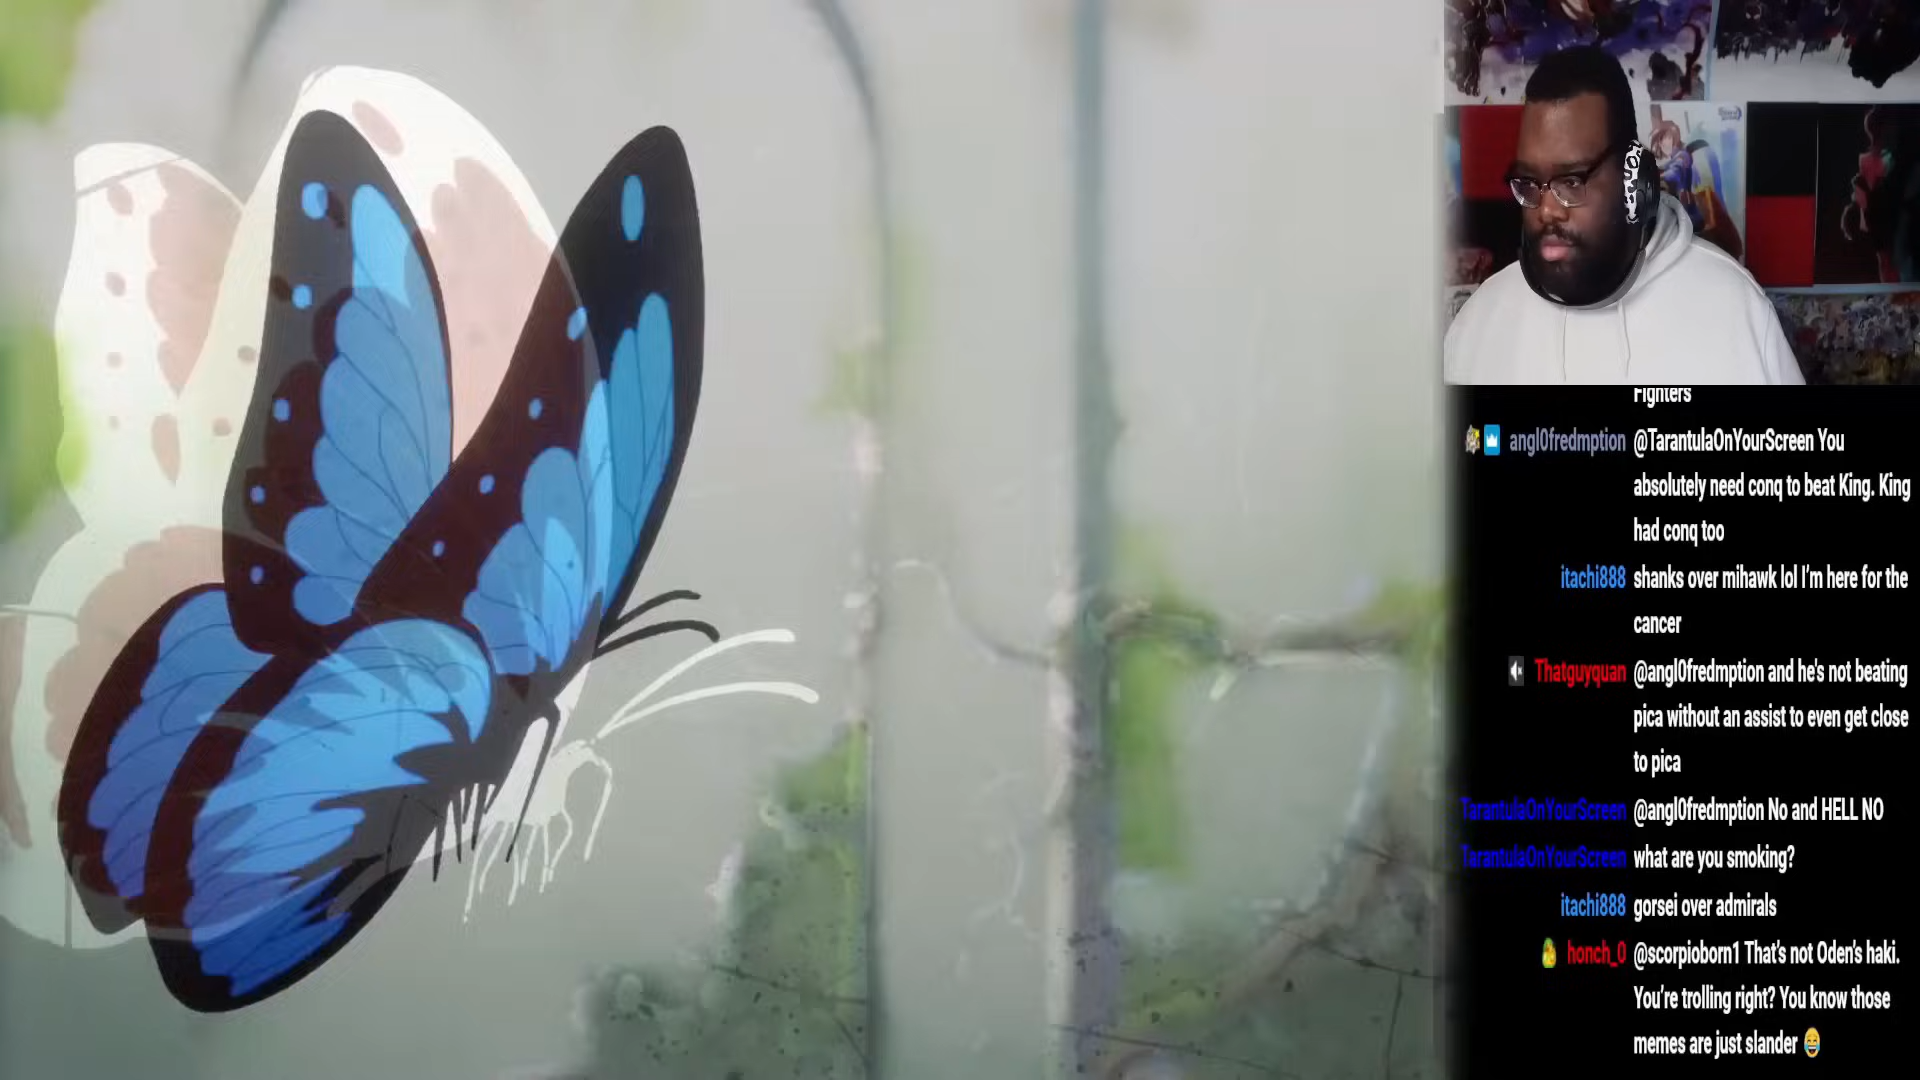 Fighters
angl0fredmption @TarantulaOnYourScreen You
absolutely need conq to beat King. King
had conq too
itachi888 shanks over mihawk lol I'm here for the
cancer
Thatguyquan @angl0fredmption and he's not beating
pica without an assist to even get close
to pica
TarantulaOnYourScreen @angl0fredmption No and HELL NO
TarantulaOnYourScreen what are you smoking?
itachi888 gorsei over admirals
honch_0 @scorpioborn1 That's not Oden's haki.
You're trolling right? You know those
memes are just slander 😂